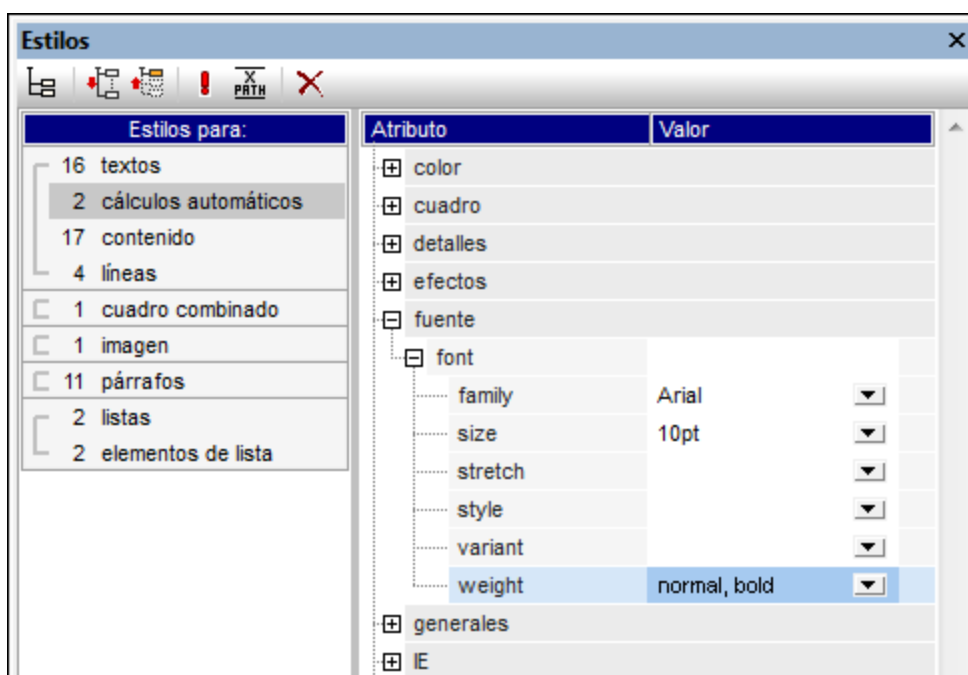 Estilos
X
PATH
Estilos para:
16 textos
2 cálculos automáticos
17 contenido
4 líneas
1 cuadro combinado
1 imagen
11 párrafos
2 listas
2 elementos de lista
Atributo Valor
color
cuadro
detalles
efectos
fuente
font
family Arial
size 10pt
stretch
style
variant
weight normal, bold
generales
IE